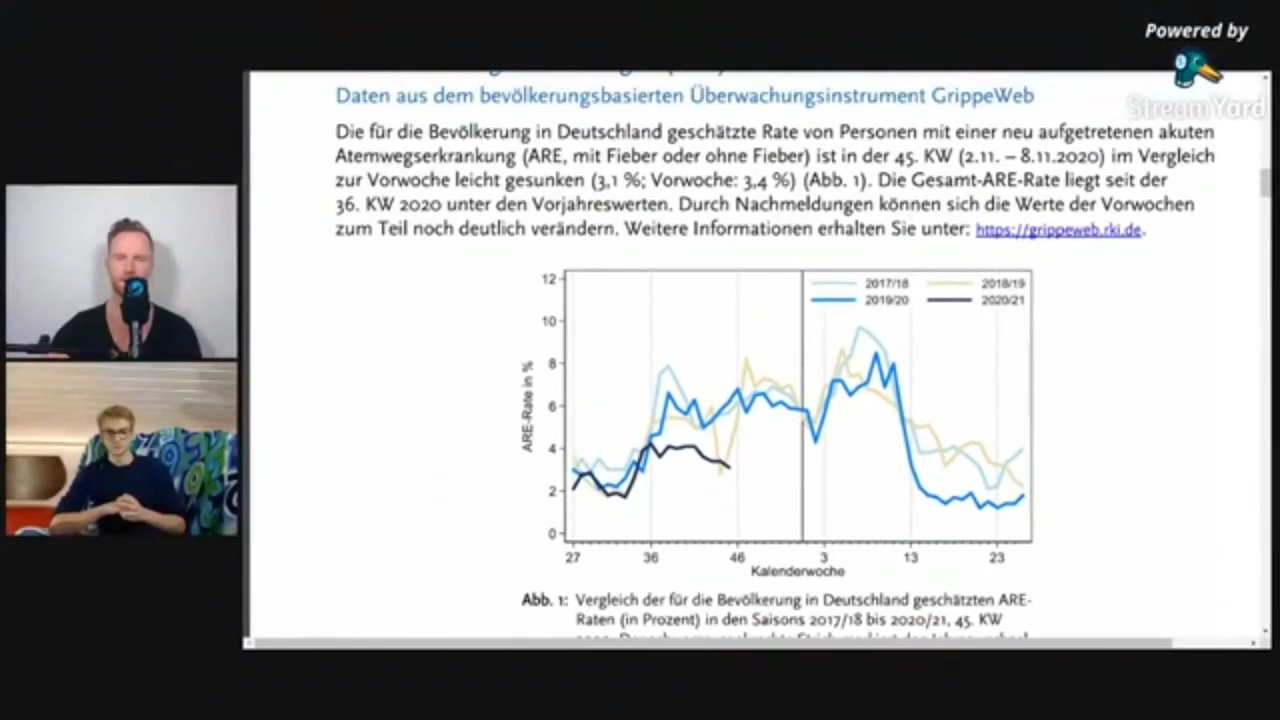 Powered by
StreamYard
Daten aus dem bevölkerungsbasierten Überwachungsinstrument GrippeWeb
Die für die Bevölkerung in Deutschland geschätzte Rate von Personen mit einer neu aufgetretenen akuten
Atemwegserkrankung (ARE, mit Fieber oder ohne Fieber) ist in der 45. KW (2.11. – 8.11.2020) im Vergleich
zur Vorwoche leicht gesunken (3,1 %; Vorwoche: 3,4 %) (Abb. 1). Die Gesamt-ARE-Rate liegt seit der
36. KW 2020 unter den Vorjahreswerten. Durch Nachmeldungen können sich die Werte der Vorwochen
zum Teil noch deutlich verändern. Weitere Informationen erhalten Sie unter: https://grippeweb.rki.de.
2017/18 2018/19
2019/20 2020/21
ARE-Rate in %
12
10
8
6
4
2
0
27 36 46 3 13 23
Kalenderwoche
Abb. 1: Vergleich der für die Bevölkerung in Deutschland geschätzten ARE-
Raten (in Prozent) in den Saisons 2017/18 bis 2020/21, 45. KW